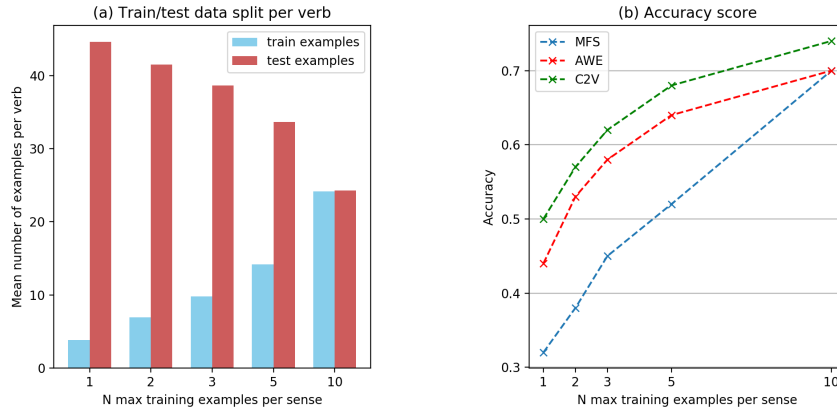 (a) Train/test data split per verb
Mean number of examples per verb
40
30
20
10
0
train examples
test examples
1 2 3 5 10
N max training examples per sense
(b) Accuracy score
Accuracy
0.7
0.6
0.5
0.4
0.3
MFS
AWE
C2V
1 2 3 5 10
N max training examples per sense